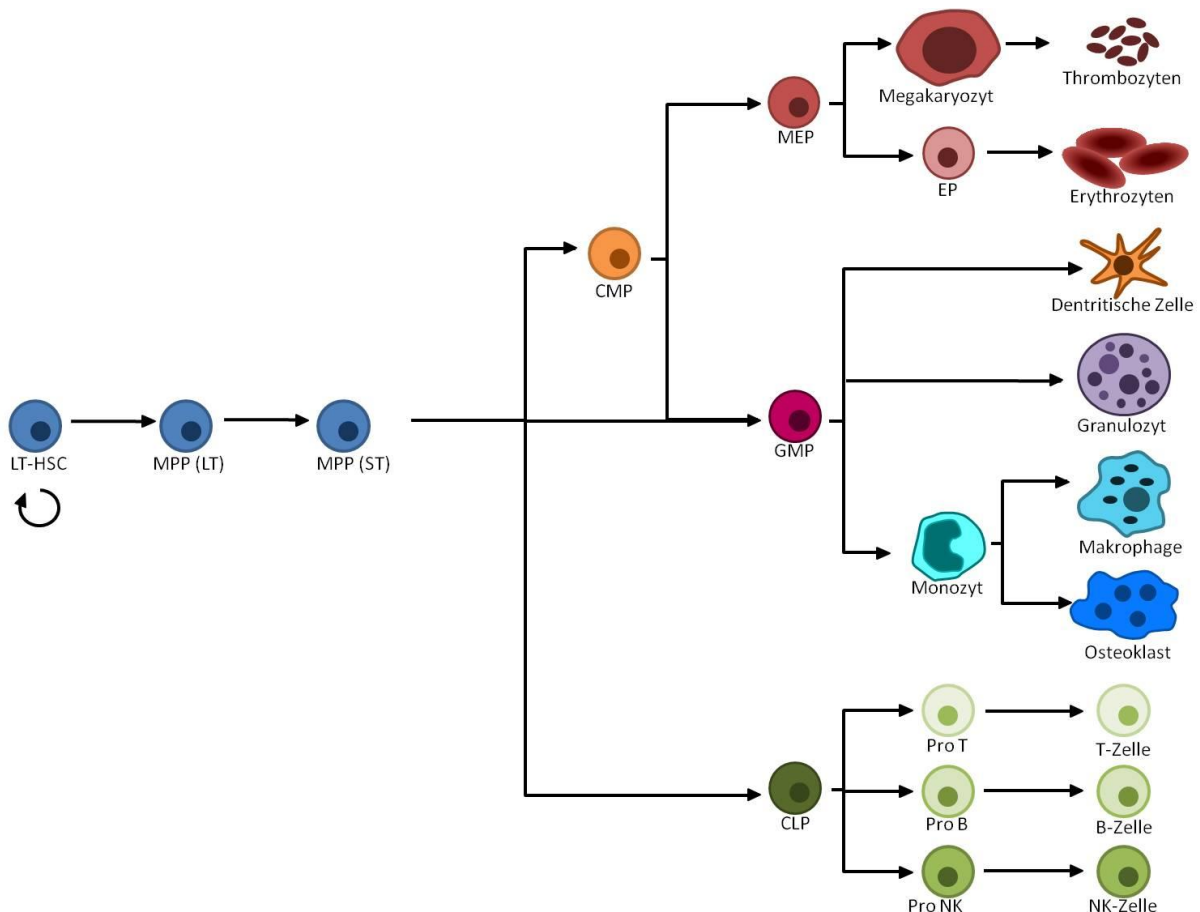 Megakaryozyt
Thrombozyten
MEP
EP
Erythrozyten
CMP
Dentritische Zelle
Granulozyt
LT-HSC
MPP (LT)
MPP (ST)
GMP
Makrophage
Monozyt
Osteoklast
Pro T
T-Zelle
CLP
Pro B
B-Zelle
Pro NK
NK-Zelle